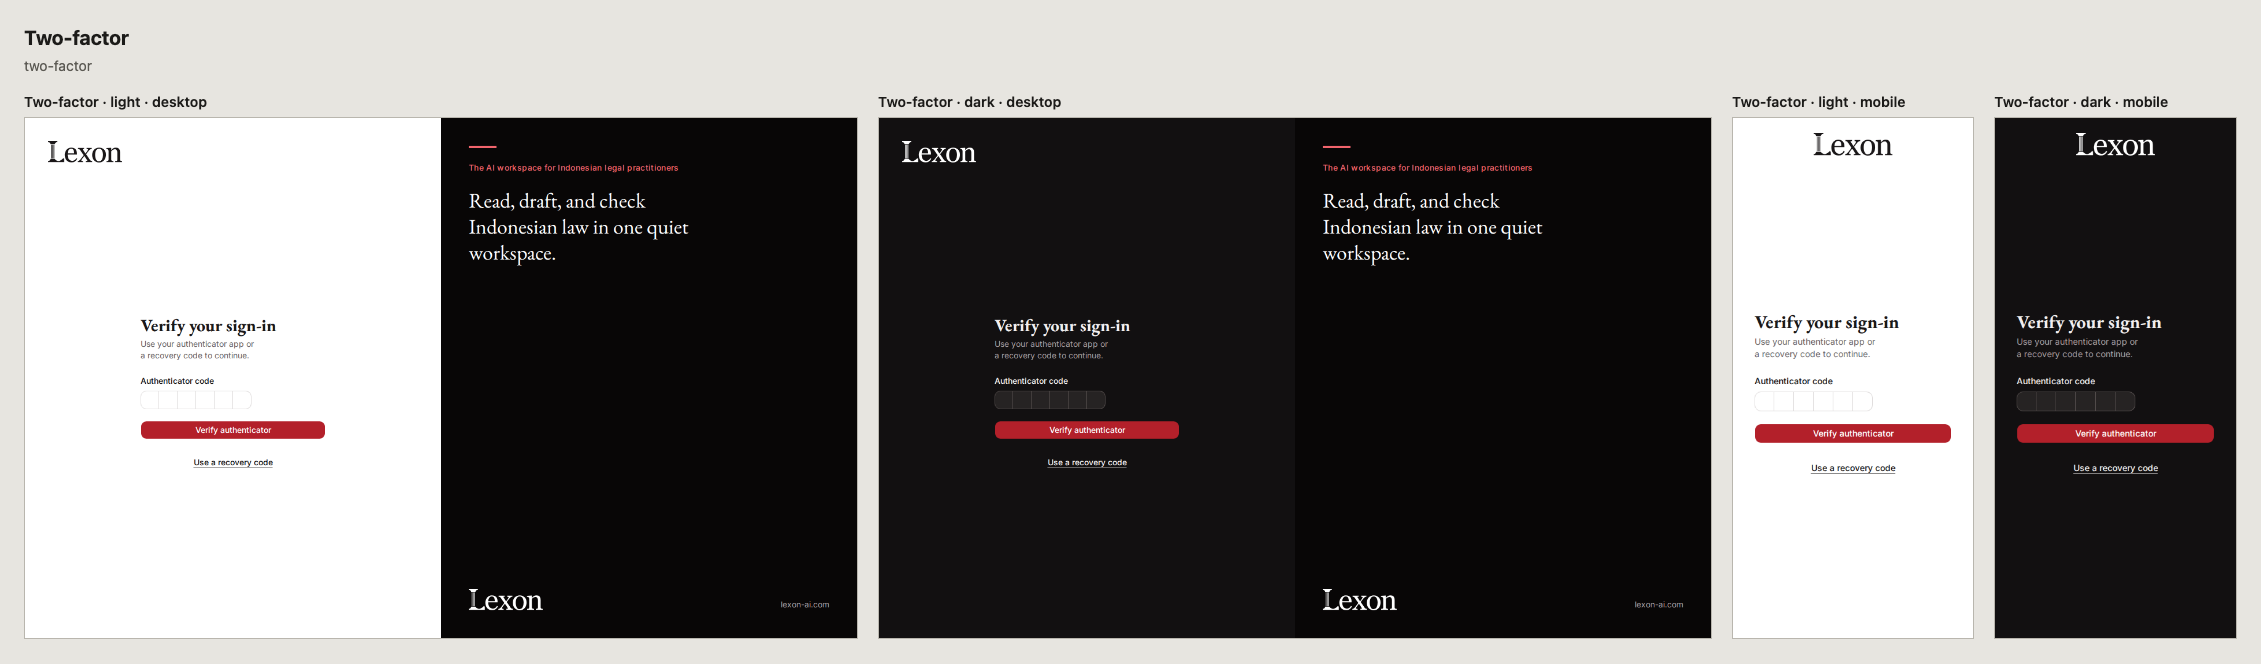 Two-factor
two-factor
Two-factor · light · desktop
Lexon
Verify your sign-in
Use your authenticator app or
a recovery code to continue.
Authenticator code
Verify authenticator
Use a recovery code
The AI workspace for Indonesian legal practitioners
Read, draft, and check
Indonesian law in one quiet
workspace.
Lexon
lexon-ai.com
Two-factor · dark · desktop
Lexon
Verify your sign-in
Use your authenticator app or
a recovery code to continue.
Authenticator code
Verify authenticator
Use a recovery code
The AI workspace for Indonesian legal practitioners
Read, draft, and check
Indonesian law in one quiet
workspace.
Lexon
lexon-ai.com
Two-factor · light · mobile
Lexon
Verify your sign-in
Use your authenticator app or
a recovery code to continue.
Authenticator code
Verify authenticator
Use a recovery code
Two-factor · dark · mobile
Lexon
Verify your sign-in
Use your authenticator app or
a recovery code to continue.
Authenticator code
Verify authenticator
Use a recovery code